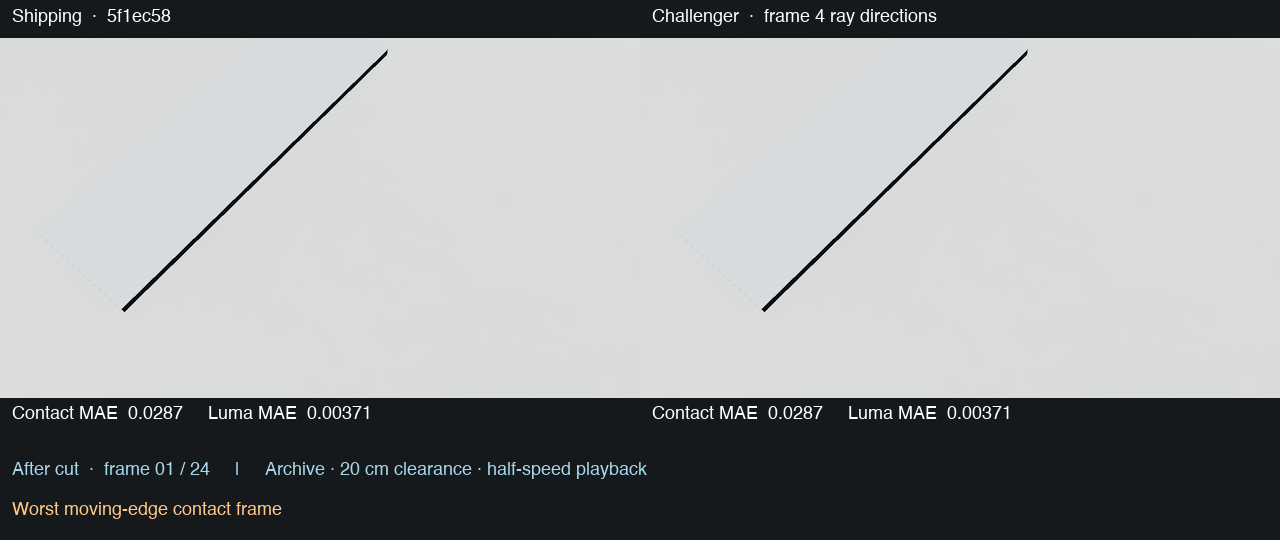 Shipping · 5f1ec58
Challenger · frame 4 ray directions
Contact MAE 0.0287 Luma MAE 0.00371
Contact MAE 0.0287 Luma MAE 0.00371
After cut · frame 01 / 24 | Archive · 20 cm clearance · half-speed playback
Worst moving-edge contact frame